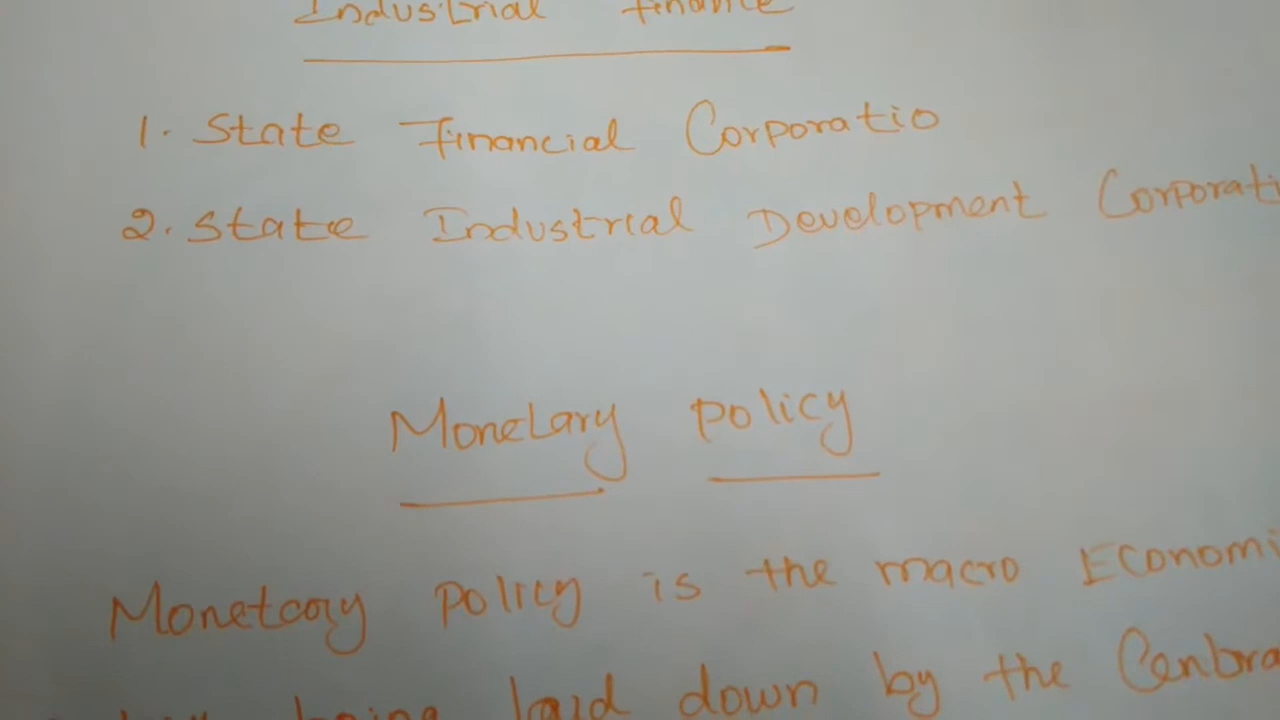 Industrial finance
1. State Financial Corporatio
2. State Industrial Development Corporati
Monetary policy
Monetary policy is the macro Economi
being laid down by the Centra